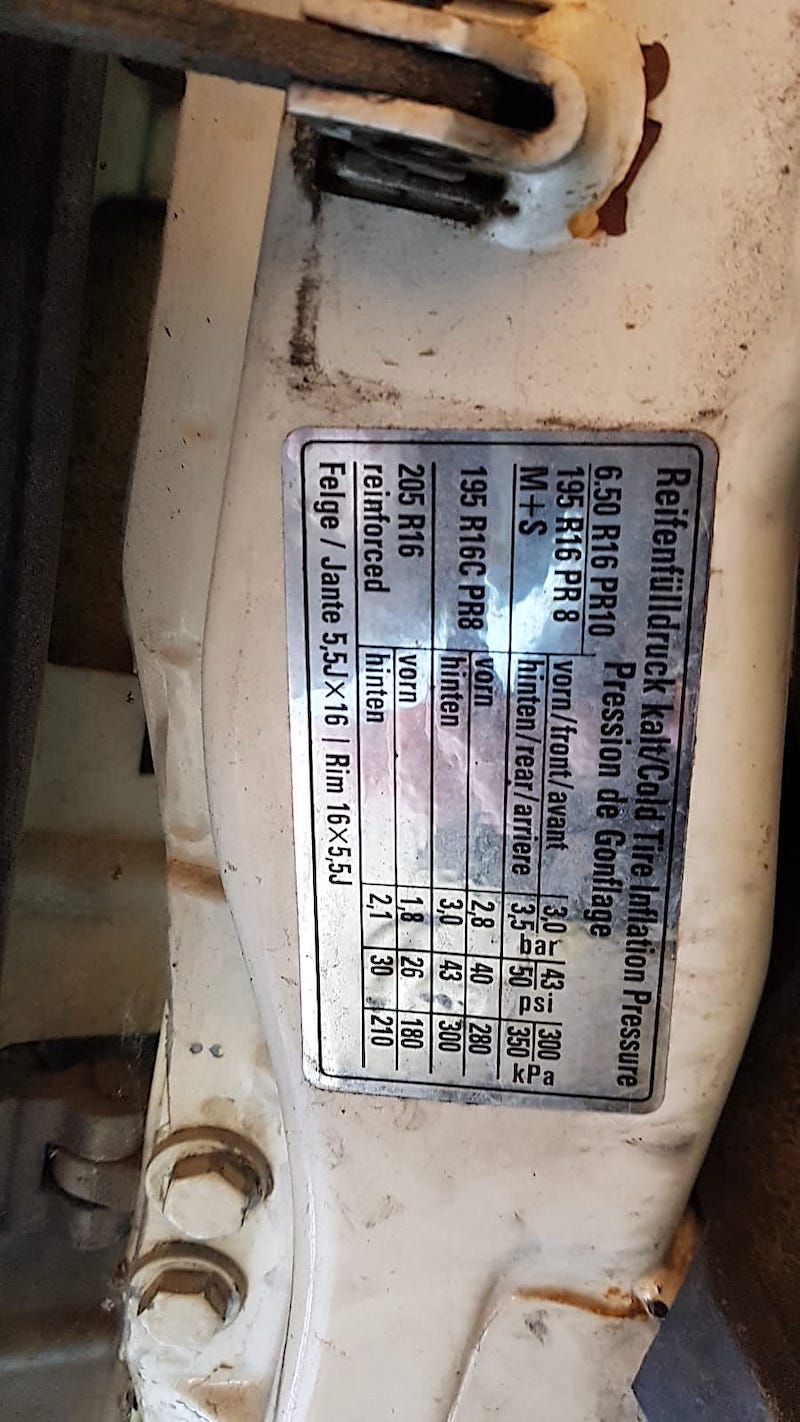 Reifenfülldruck kalt/Cold Tire Inflation Pressure
Pression de Gonflage
6.50 R16 PR10
195 R16 PR 8 vorn/front/avant 3,0 bar 43 psi 300 kPa
M+S hinten/rear/arriere 3,5 50 350
195 R16C PR8 vorn 2,8 40 280
hinten 3,0 43 300
205 R16 vorn 1,8 26 180
reinforced hinten 2,1 30 210
Felge / Jante 5,5J×16 | Rim 16×5,5J